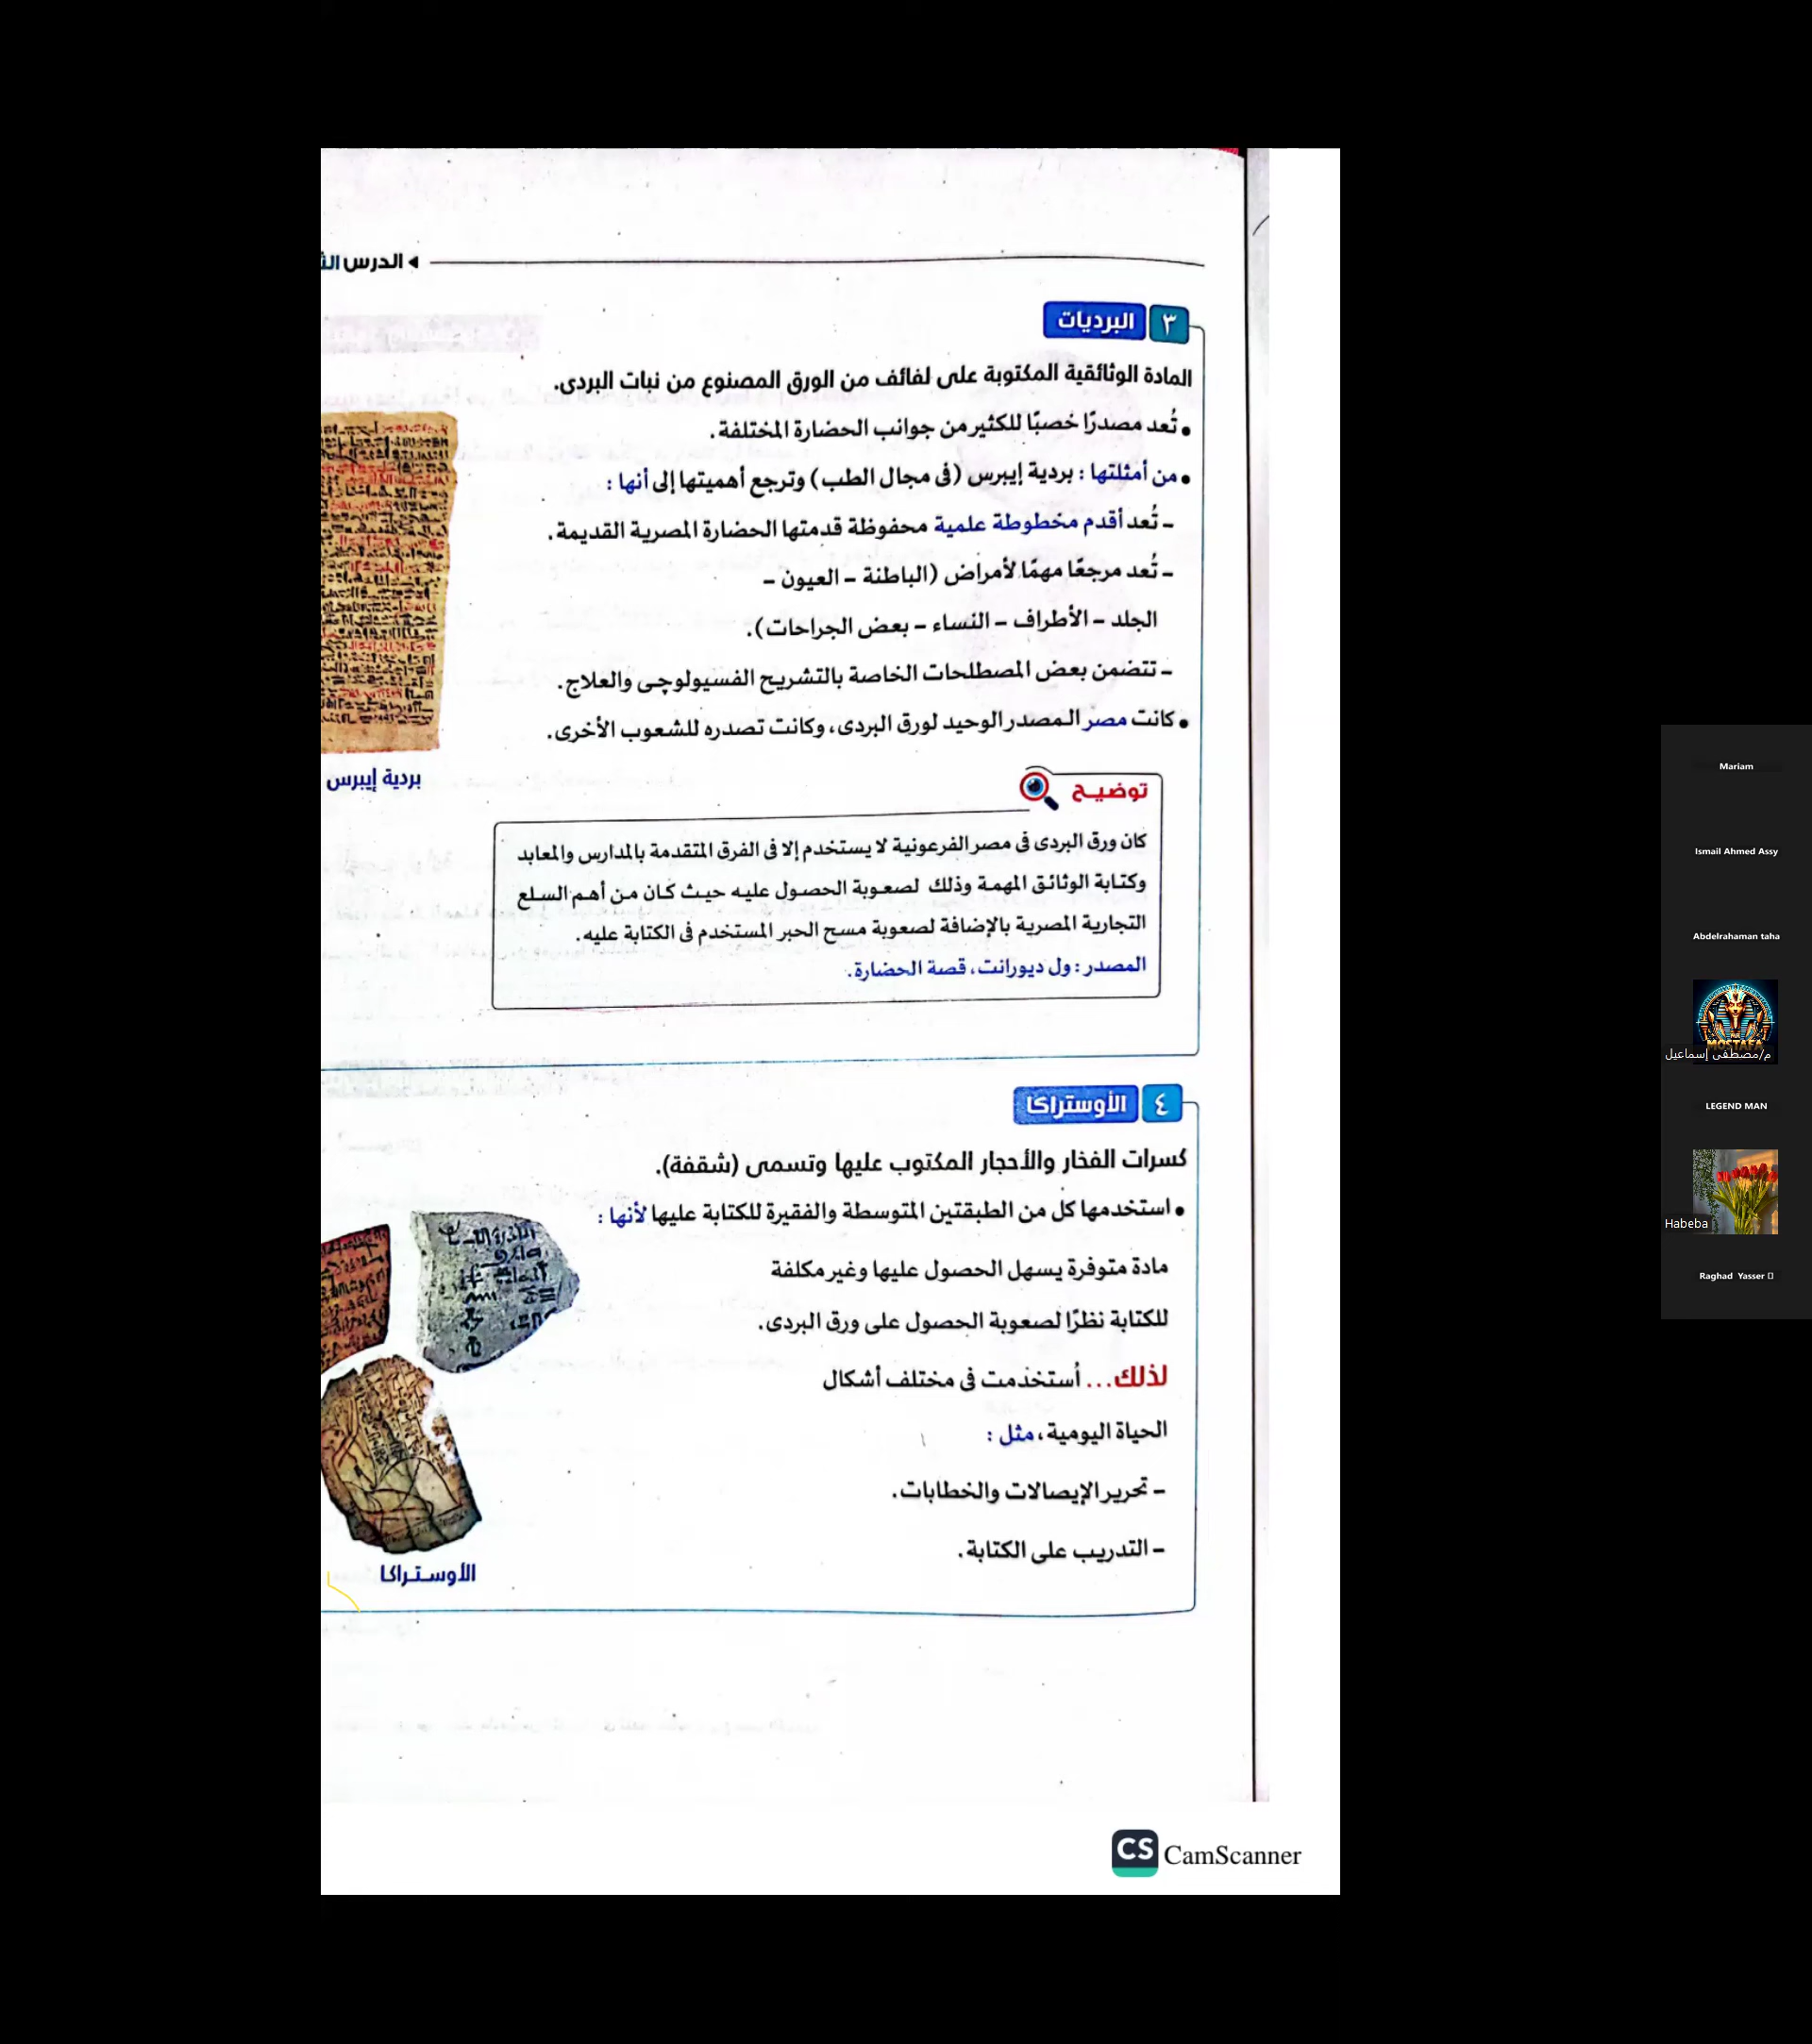 ◀ الدرس
٣ البرديات
المادة الوثائقية المكتوبة على لفائف من الورق المصنوع من نبات البردى.
• تُعد مصدرًا خصبًا للكثير من جوانب الحضارة المختلفة.
• من أمثلتها : بردية إيبرس (فى مجال الطب) وترجع أهميتها إلى أنها :
– تُعد أقدم مخطوطة علمية محفوظة قدمتها الحضارة المصرية القديمة.
– تُعد مرجعًا مهمًا لأمراض (الباطنة – العيون –
الجلد – الأطراف – النساء – بعض الجراحات).
– تتضمن بعض المصطلحات الخاصة بالتشريح الفسيولوچى والعلاج.
• كانت مصر المصدر الوحيد لورق البردى، وكانت تصدره للشعوب الأخرى.
بردية إيبرس
توضيح
كان ورق البردى فى مصر الفرعونية لا يستخدم إلا فى الفرق المتقدمة بالمدارس والمعابد
وكتابة الوثائق المهمة وذلك لصعوبة الحصول عليه حيث كان من أهم السلع
التجارية المصرية بالإضافة لصعوبة مسح الحبر المستخدم فى الكتابة عليه.
المصدر : ول ديورانت، قصة الحضارة.
٤ الأوستراكا
كسرات الفخار والأحجار المكتوب عليها وتسمى (شقفة).
• استخدمها كل من الطبقتين المتوسطة والفقيرة للكتابة عليها لأنها :
مادة متوفرة يسهل الحصول عليها وغير مكلفة
للكتابة نظرًا لصعوبة الحصول على ورق البردى.
لذلك... أُستخدمت فى مختلف أشكال
الحياة اليومية، مثل :
– تحرير الإيصالات والخطابات.
– التدريب على الكتابة.
الأوستراكا
CS CamScanner
Mariam
Ismail Ahmed Assy
Abdelrahaman taha
MOSTAFA
م/مصطفى إسماعيل
LEGEND MAN
Habeba
Raghad Yasser